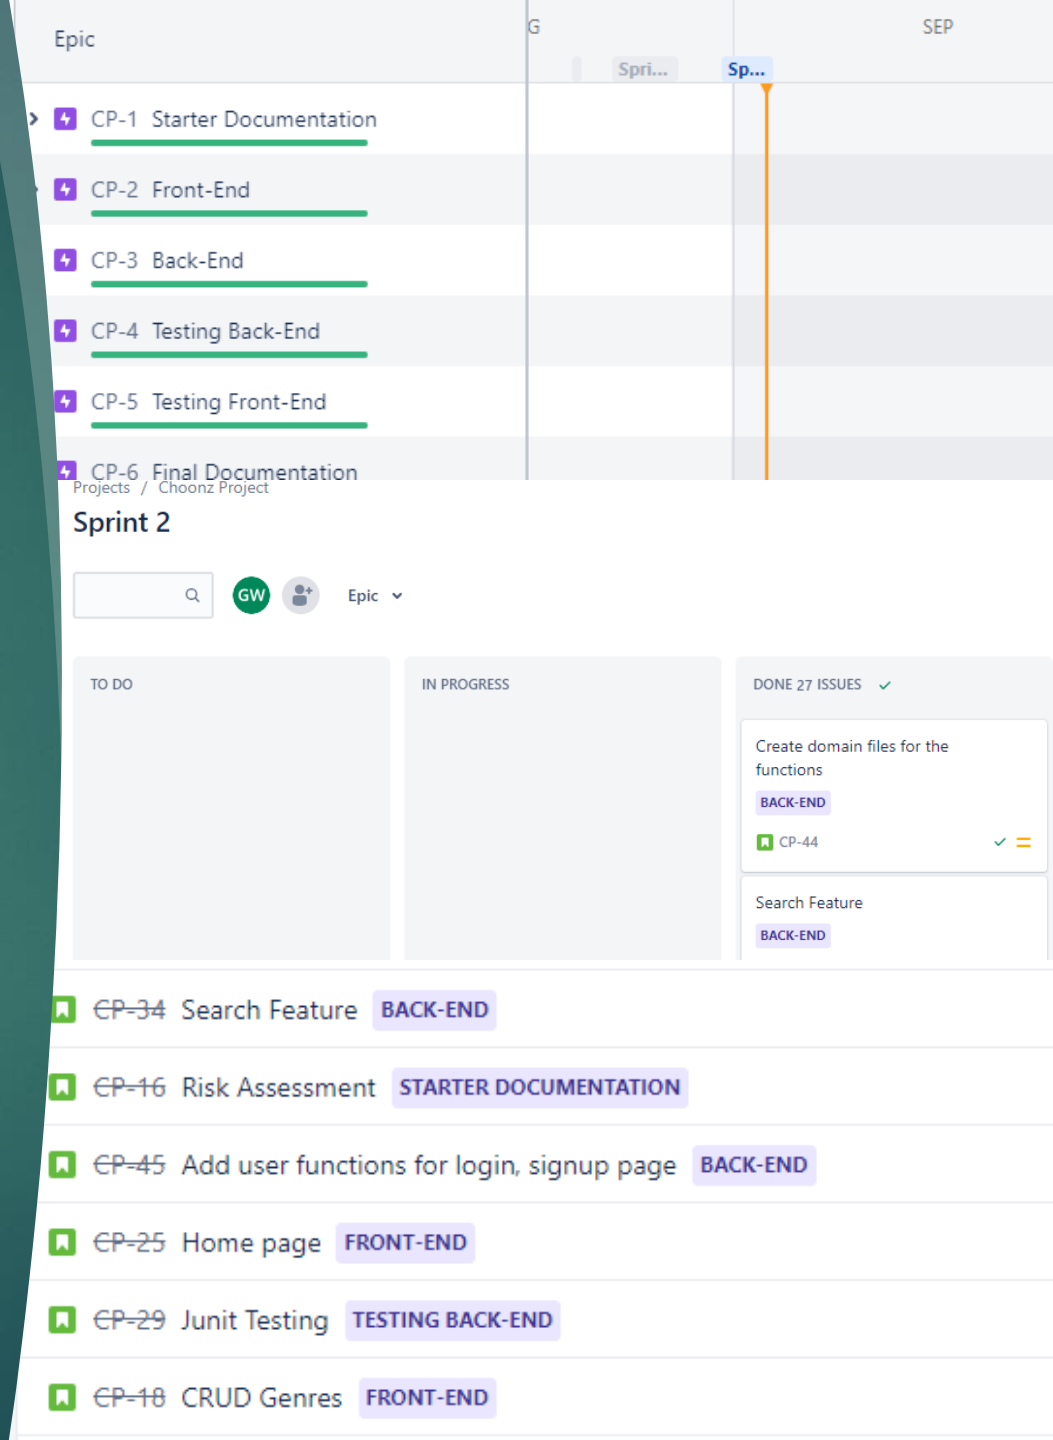 Epic
G
SEP
Spri...
Sp...
CP-1 Starter Documentation
CP-2 Front-End
CP-3 Back-End
CP-4 Testing Back-End
CP-5 Testing Front-End
CP-6 Final Documentation
Projects / Choonz Project
Sprint 2
GW
Epic
TO DO
IN PROGRESS
DONE 27 ISSUES
Create domain files for the
functions
BACK-END
CP-44
Search Feature
BACK-END
CP-34 Search Feature BACK-END
CP-16 Risk Assessment STARTER DOCUMENTATION
CP-45 Add user functions for login, signup page BACK-END
CP-25 Home page FRONT-END
CP-29 Junit Testing TESTING BACK-END
CP-18 CRUD Genres FRONT-END